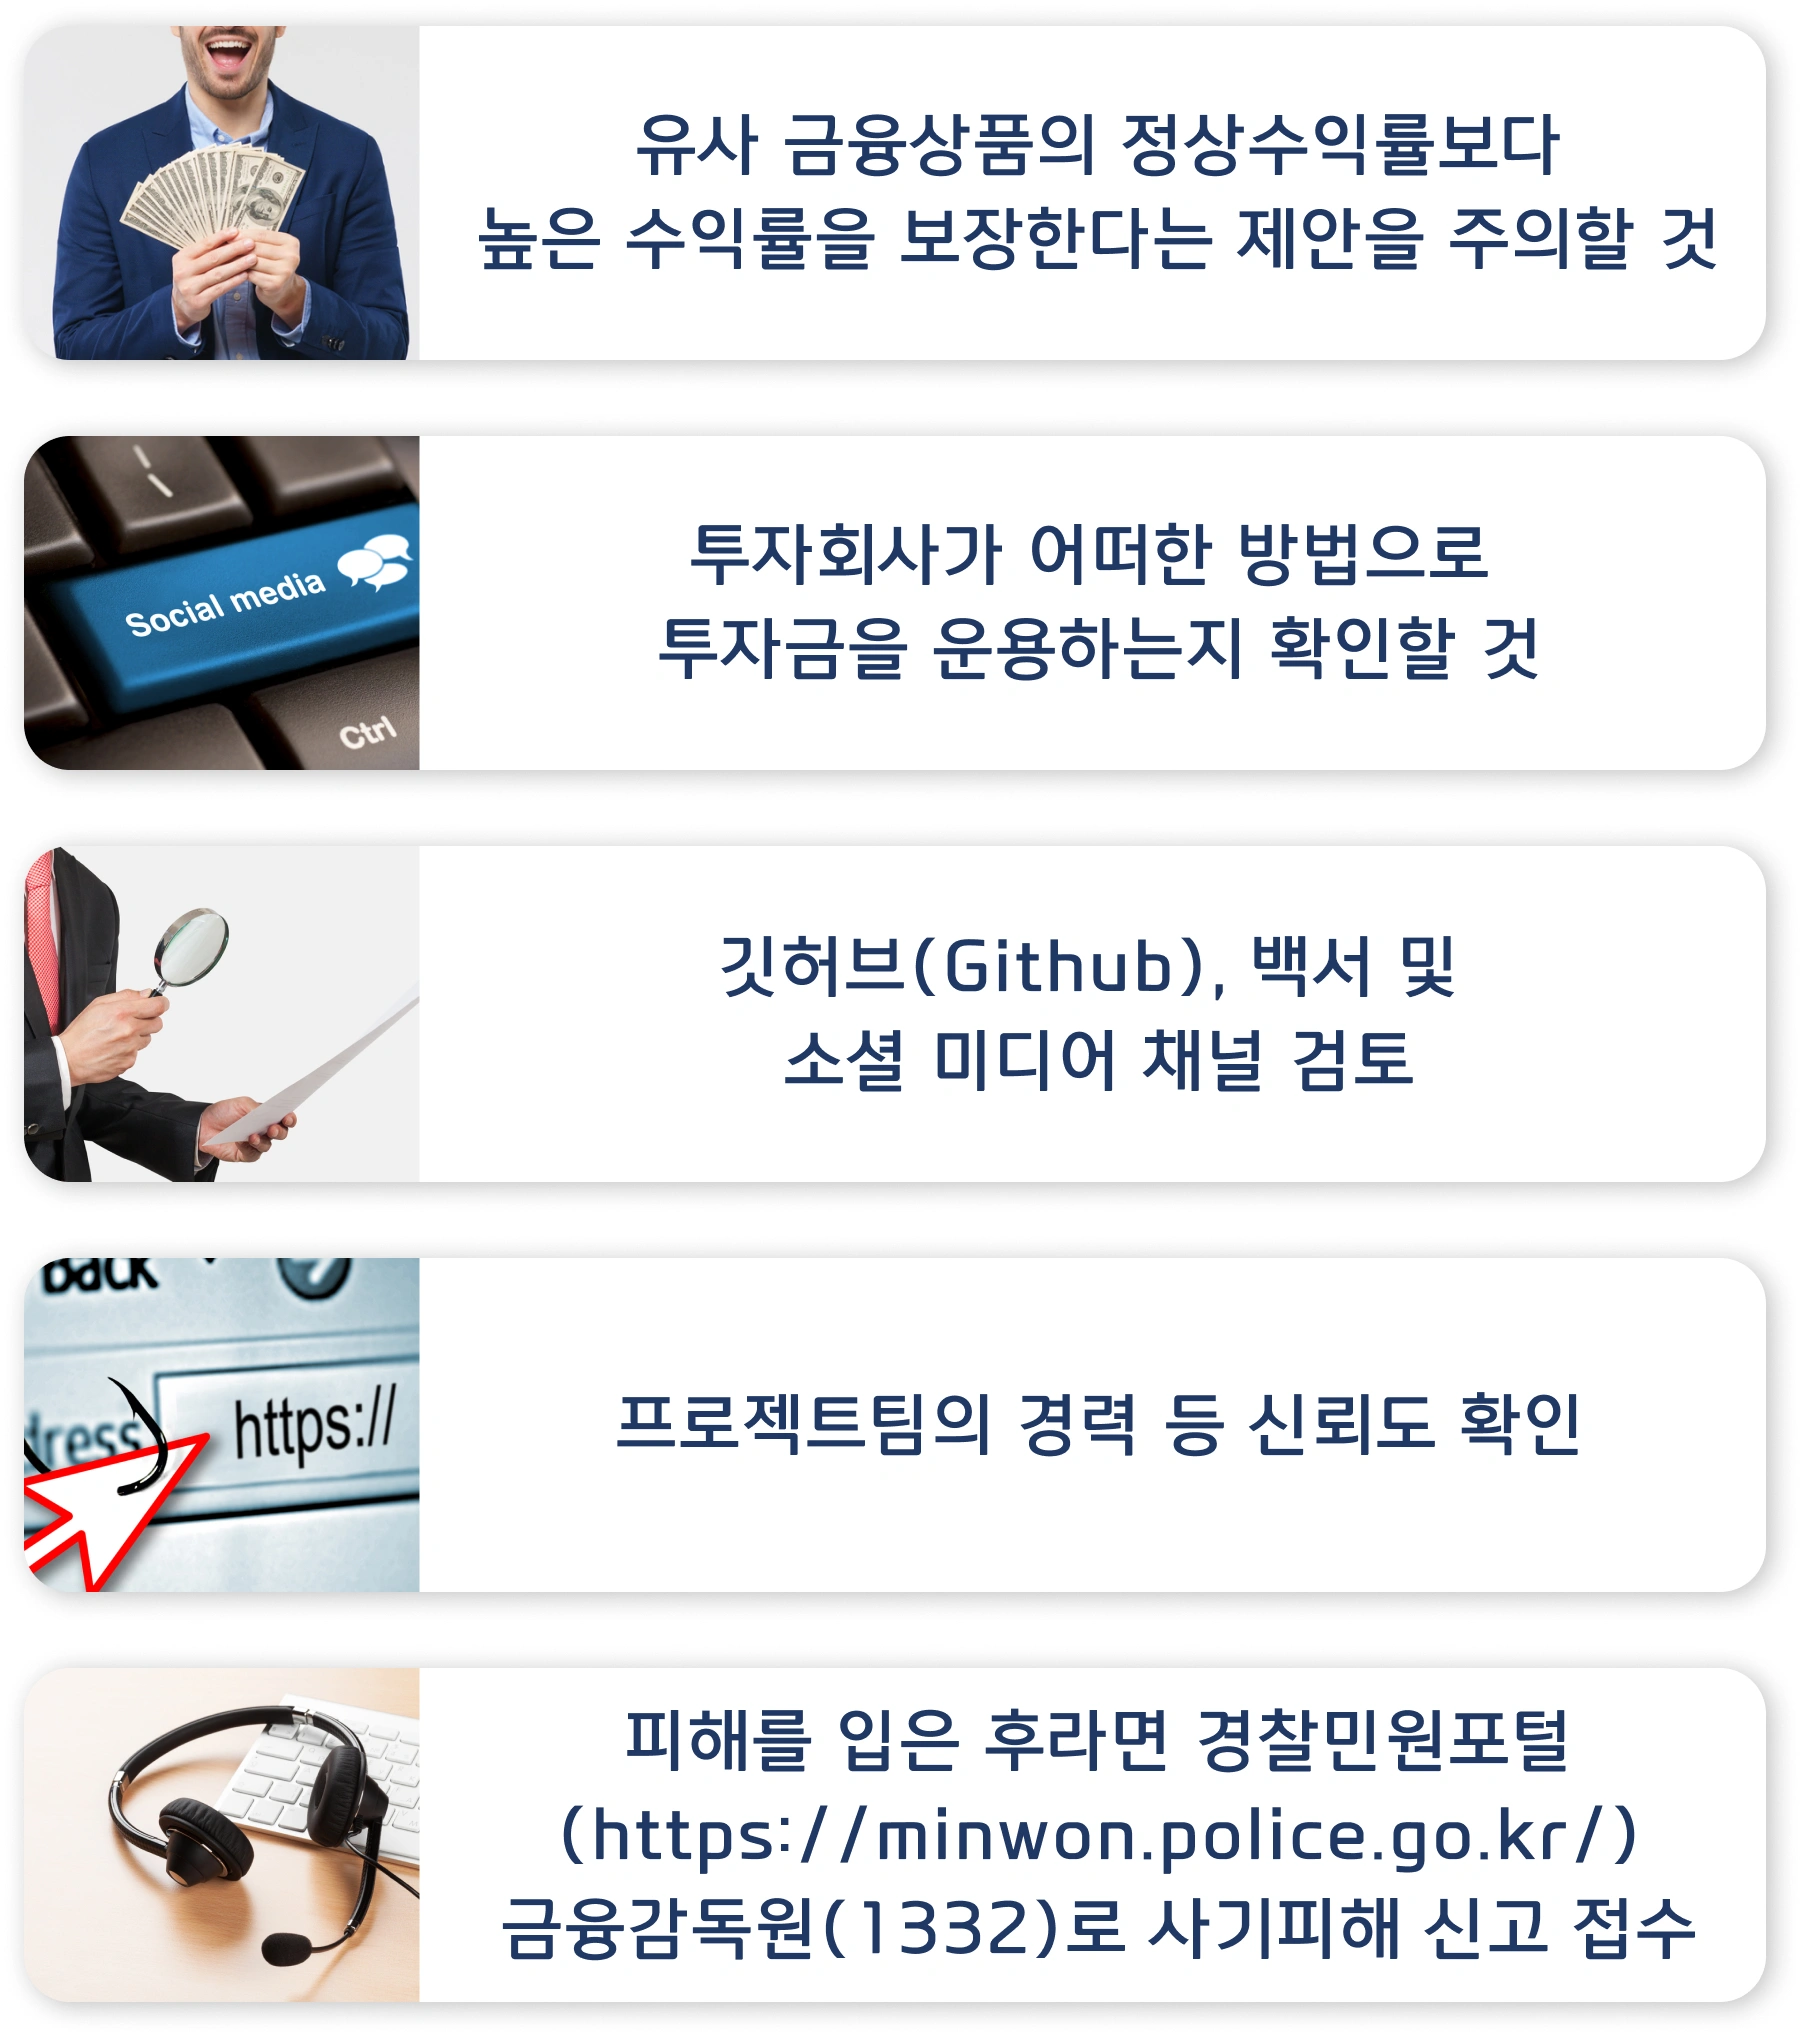 유사 금융상품의 정상수익률보다
높은 수익률을 보장한다는 제안을 주의할 것
Social media
Ctrl
투자회사가 어떠한 방법으로
투자금을 운용하는지 확인할 것
깃허브(Github), 백서 및
소셜 미디어 채널 검토
Back
dress
https://
프로젝트팀의 경력 등 신뢰도 확인
피해를 입은 후라면 경찰민원포털
(https://minwon.police.go.kr/)
금융감독원(1332)로 사기피해 신고 접수